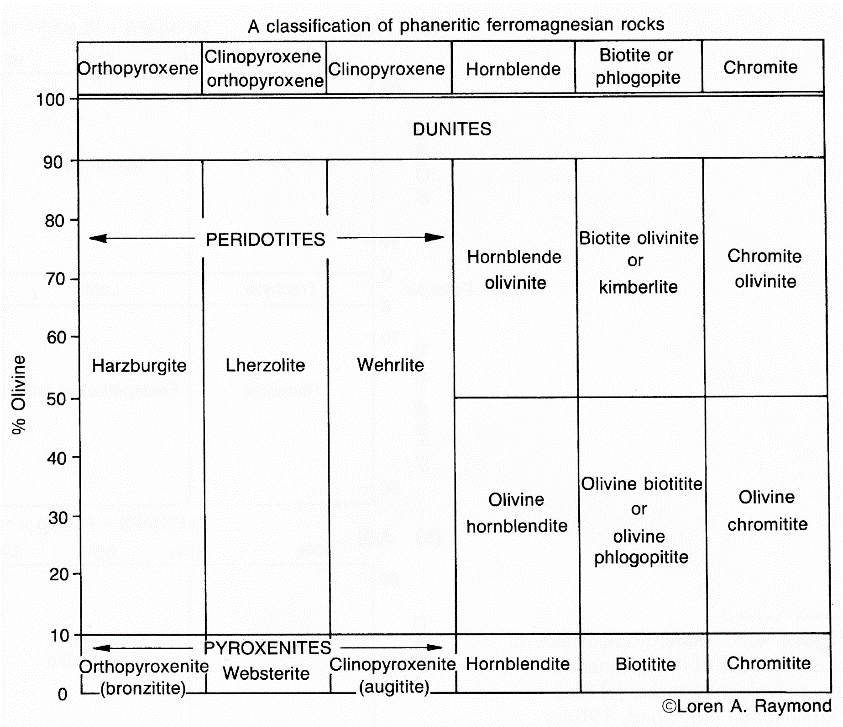 A classification of phaneritic ferromagnesian rocks
Orthopyroxene
Clinopyroxene
orthopyroxene
Clinopyroxene
Hornblende
Biotite or
phlogopite
Chromite
% Olivine
100
90
80
70
60
50
40
30
20
10
0
DUNITES
PERIDOTITES
Harzburgite
Lherzolite
Wehrlite
Hornblende
olivinite
Biotite olivinite
or
kimberlite
Chromite
olivinite
Olivine
hornblendite
Olivine biotitite
or
olivine
phlogopitite
Olivine
chromitite
PYROXENITES
Orthopyroxenite
(bronzitite)
Websterite
Clinopyroxenite
(augitite)
Hornblendite
Biotitite
Chromitite
©Loren A. Raymond